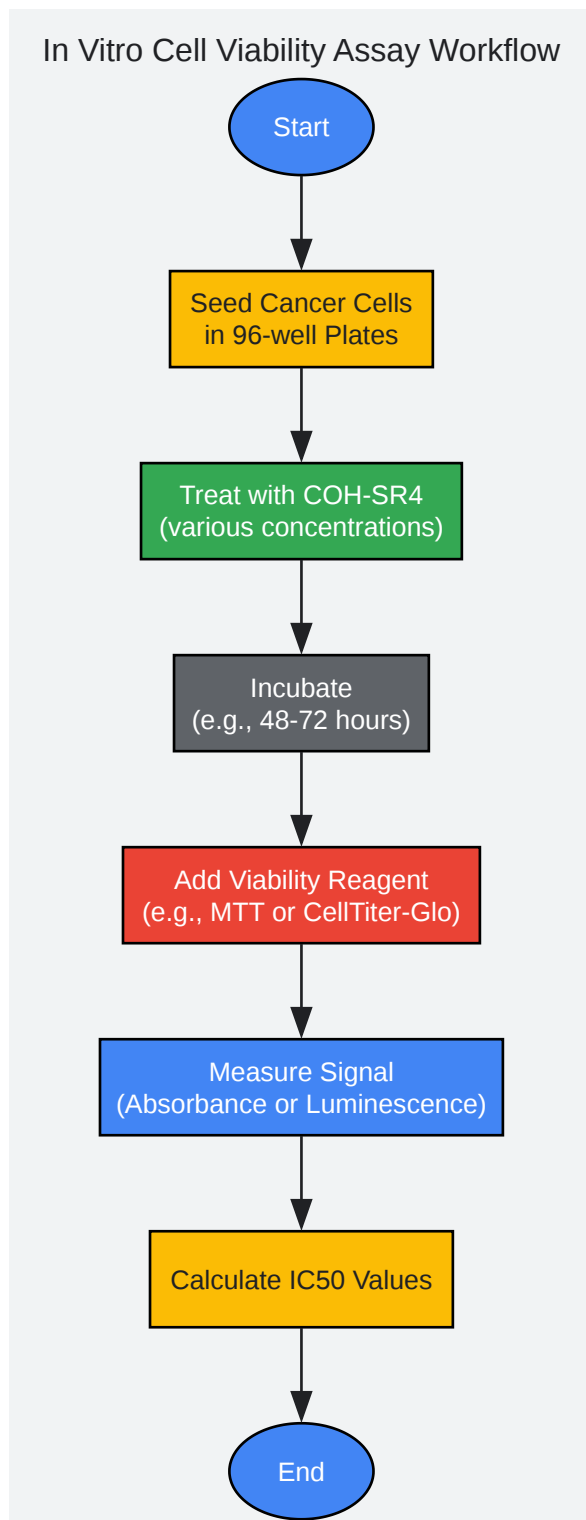 In Vitro Cell Viability Assay Workflow
Start
Seed Cancer Cells
in 96-well Plates
Treat with COH-SR4
(various concentrations)
Incubate
(e.g., 48-72 hours)
Add Viability Reagent
(e.g., MTT or CellTiter-Glo)
Measure Signal
(Absorbance or Luminescence)
Calculate IC50 Values
End